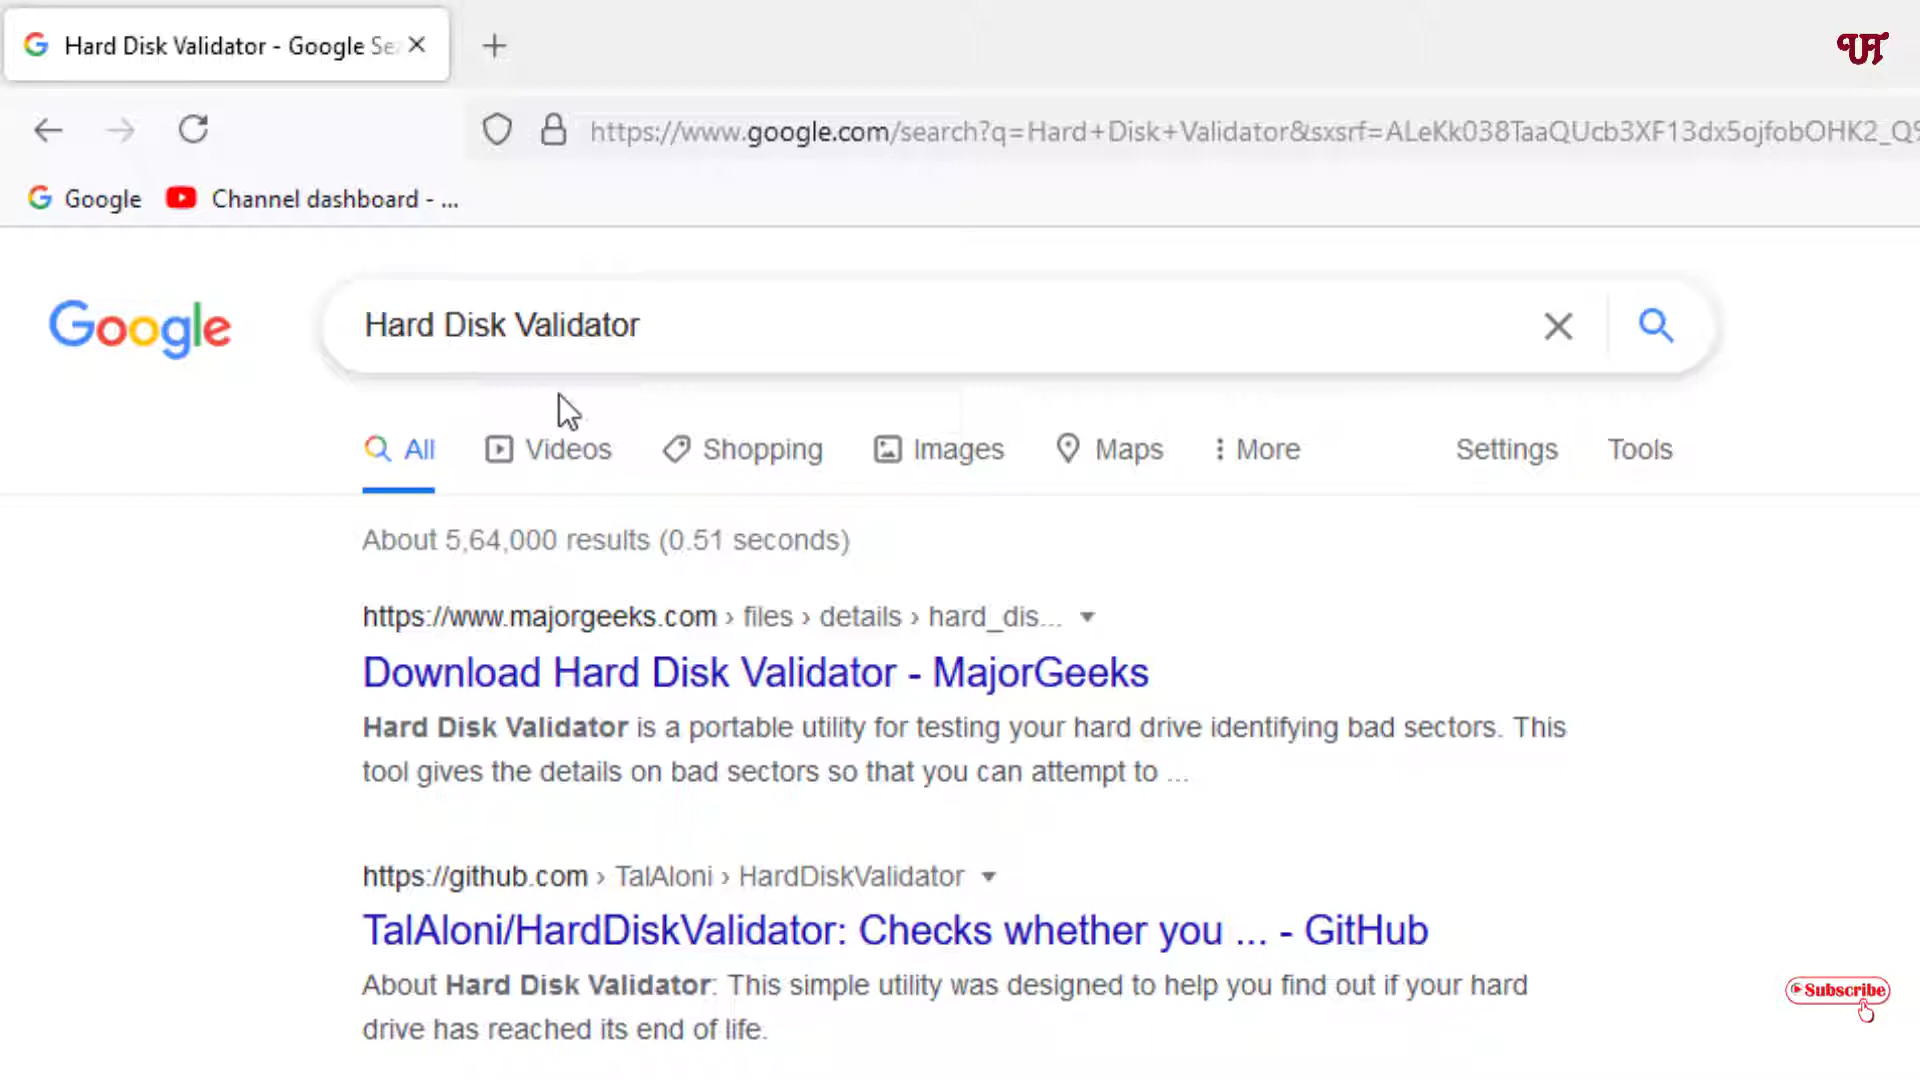 Hard Disk Validator - Google Se
https://www.google.com/search?q=Hard+Disk+Validator&sxsrf=ALeKk038TaaQUcb3XF13dx5ojfobOHK2_Q
Google Channel dashboard - ...
Google
Hard Disk Validator
All Videos Shopping Images Maps More Settings Tools
About 5,64,000 results (0.51 seconds)
https://www.majorgeeks.com › files › details › hard_dis...
Download Hard Disk Validator - MajorGeeks
Hard Disk Validator is a portable utility for testing your hard drive identifying bad sectors. This
tool gives the details on bad sectors so that you can attempt to ...
https://github.com › TalAloni › HardDiskValidator
TalAloni/HardDiskValidator: Checks whether you ... - GitHub
About Hard Disk Validator: This simple utility was designed to help you find out if your hard
drive has reached its end of life.
Subscribe